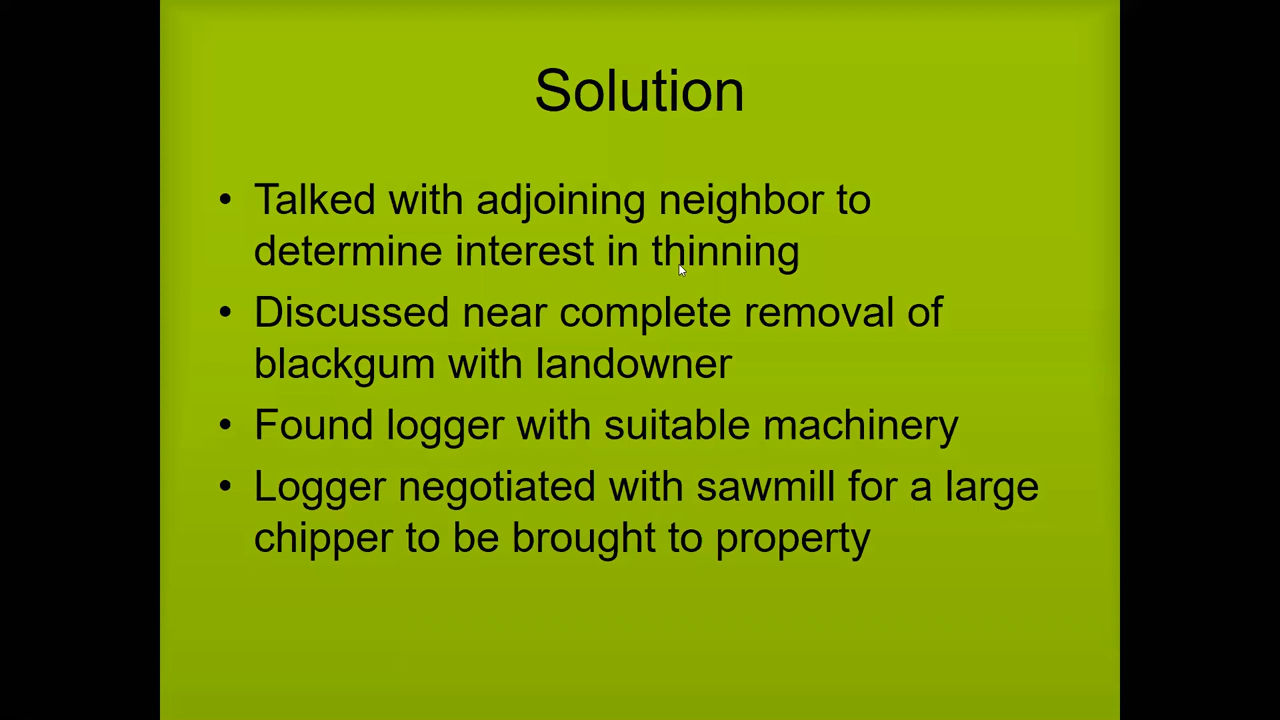 Solution
• Talked with adjoining neighbor to
determine interest in thinning
• Discussed near complete removal of
blackgum with landowner
• Found logger with suitable machinery
• Logger negotiated with sawmill for a large
chipper to be brought to property